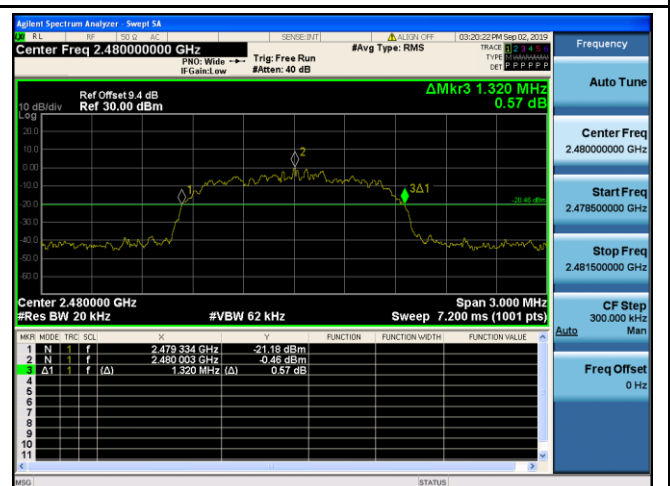 Agilent Spectrum Analyzer - Swept SA
RL RF 50 Ω AC SENSE:INT ALIGN OFF 03:20:22 PM Sep 02, 2019
Center Freq 2.480000000 GHz #Avg Type: RMS TRACE 1 2 3 4 5 6
PNO: Wide Trig: Free Run TYPE MWWWWW
IFGain:Low #Atten: 40 dB DET P P P P P P
Frequency
Ref Offset 9.4 dB ΔMkr3 1.320 MHz
10 dB/div Ref 30.00 dBm 0.57 dB
Log
20.0
10.0
0.00
-10.0
-20.0
-30.0
-40.0
-50.0
-60.0
1
2
3Δ1
-20.46 dBm
Center 2.480000 GHz Span 3.000 MHz
#Res BW 20 kHz #VBW 62 kHz Sweep 7.200 ms (1001 pts)
MKR MODE TRC SCL X Y FUNCTION FUNCTION WIDTH FUNCTION VALUE
1 N 1 f 2.479 334 GHz -21.18 dBm
2 N 1 f 2.480 003 GHz -0.46 dBm
3 Δ1 1 f (Δ) 1.320 MHz (Δ) 0.57 dB
4
5
6
7
8
9
10
11
MSG STATUS
Auto Tune
Center Freq
2.480000000 GHz
Start Freq
2.478500000 GHz
Stop Freq
2.481500000 GHz
CF Step
300.000 kHz
Auto Man
Freq Offset
0 Hz